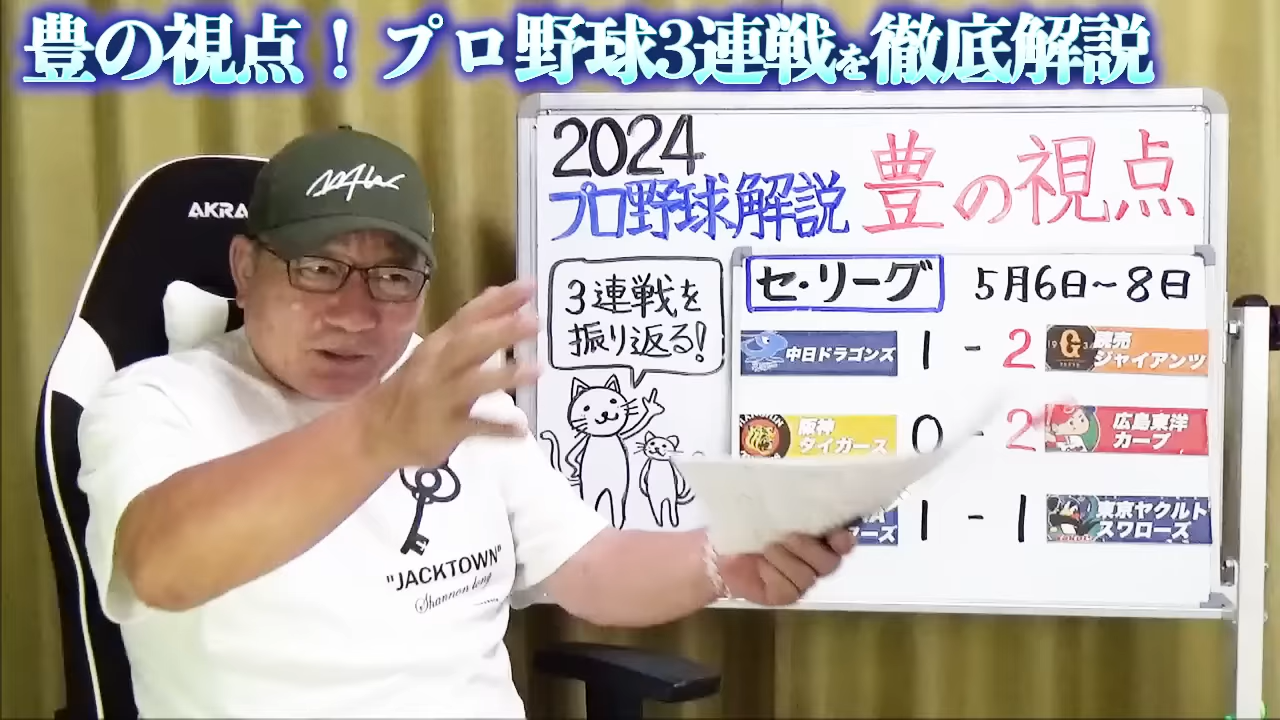 豊の視点！プロ野球3連戦を徹底解説
2024
プロ野球解説
豊の視点
3連戦を
振り返る!
セ・リーグ
5月6日~8日
中日ドラゴンズ
1 - 2
読売
ジャイアンツ
阪神
タイガース
0 - 2
広島東洋
カープ
1 - 1
東京ヤクルト
スワローズ
AKRA
"JACKTOWN"
Shannon long